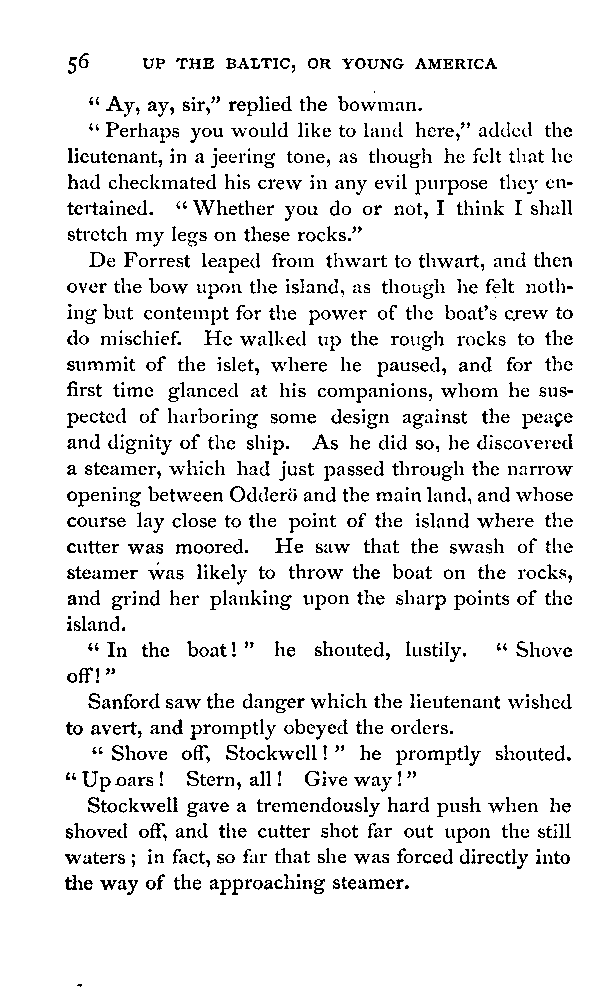 56 UP THE BALTIC, OR YOUNG AMERICA
“ Ay, ay, sir,” replied the bowman.
“ Perhaps you would like to land here,” added the
lieutenant, in a jeering tone, as though he felt that he
had checkmated his crew in any evil purpose they en-
tertained. “ Whether you do or not, I think I shall
stretch my legs on these rocks.”
De Forrest leaped from thwart to thwart, and then
over the bow upon the island, as though he felt noth-
ing but contempt for the power of the boat’s crew to
do mischief. He walked up the rough rocks to the
summit of the islet, where he paused, and for the
first time glanced at his companions, whom he sus-
pected of harboring some design against the peace
and dignity of the ship. As he did so, he discovered
a steamer, which had just passed through the narrow
opening between Odderö and the main land, and whose
course lay close to the point of the island where the
cutter was moored. He saw that the swash of the
steamer was likely to throw the boat on the rocks,
and grind her planking upon the sharp points of the
island.
“ In the boat! ” he shouted, lustily. “ Shove
off! ”
Sanford saw the danger which the lieutenant wished
to avert, and promptly obeyed the orders.
“ Shove off, Stockwell! ” he promptly shouted.
“ Up oars! Stern, all! Give way! ”
Stockwell gave a tremendously hard push when he
shoved off, and the cutter shot far out upon the still
waters; in fact, so far that she was forced directly into
the way of the approaching steamer.